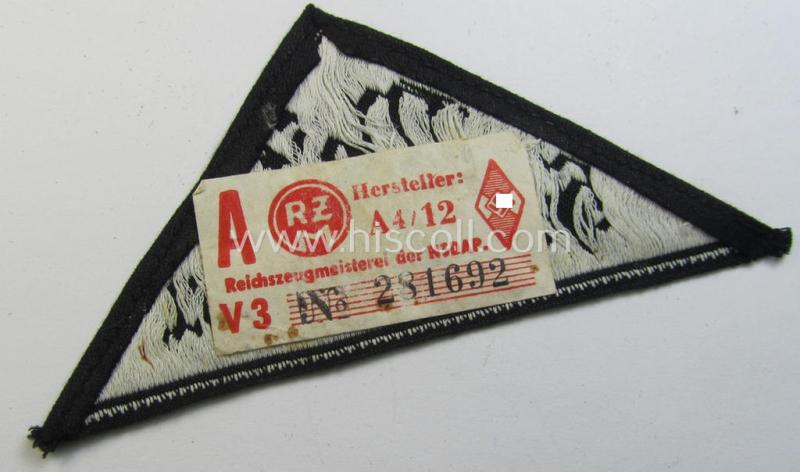 A RZM Hersteller:
A4/12
Reichszeugmeisterei der NSDAP.
V3 No 281692
www.hiscoll.com